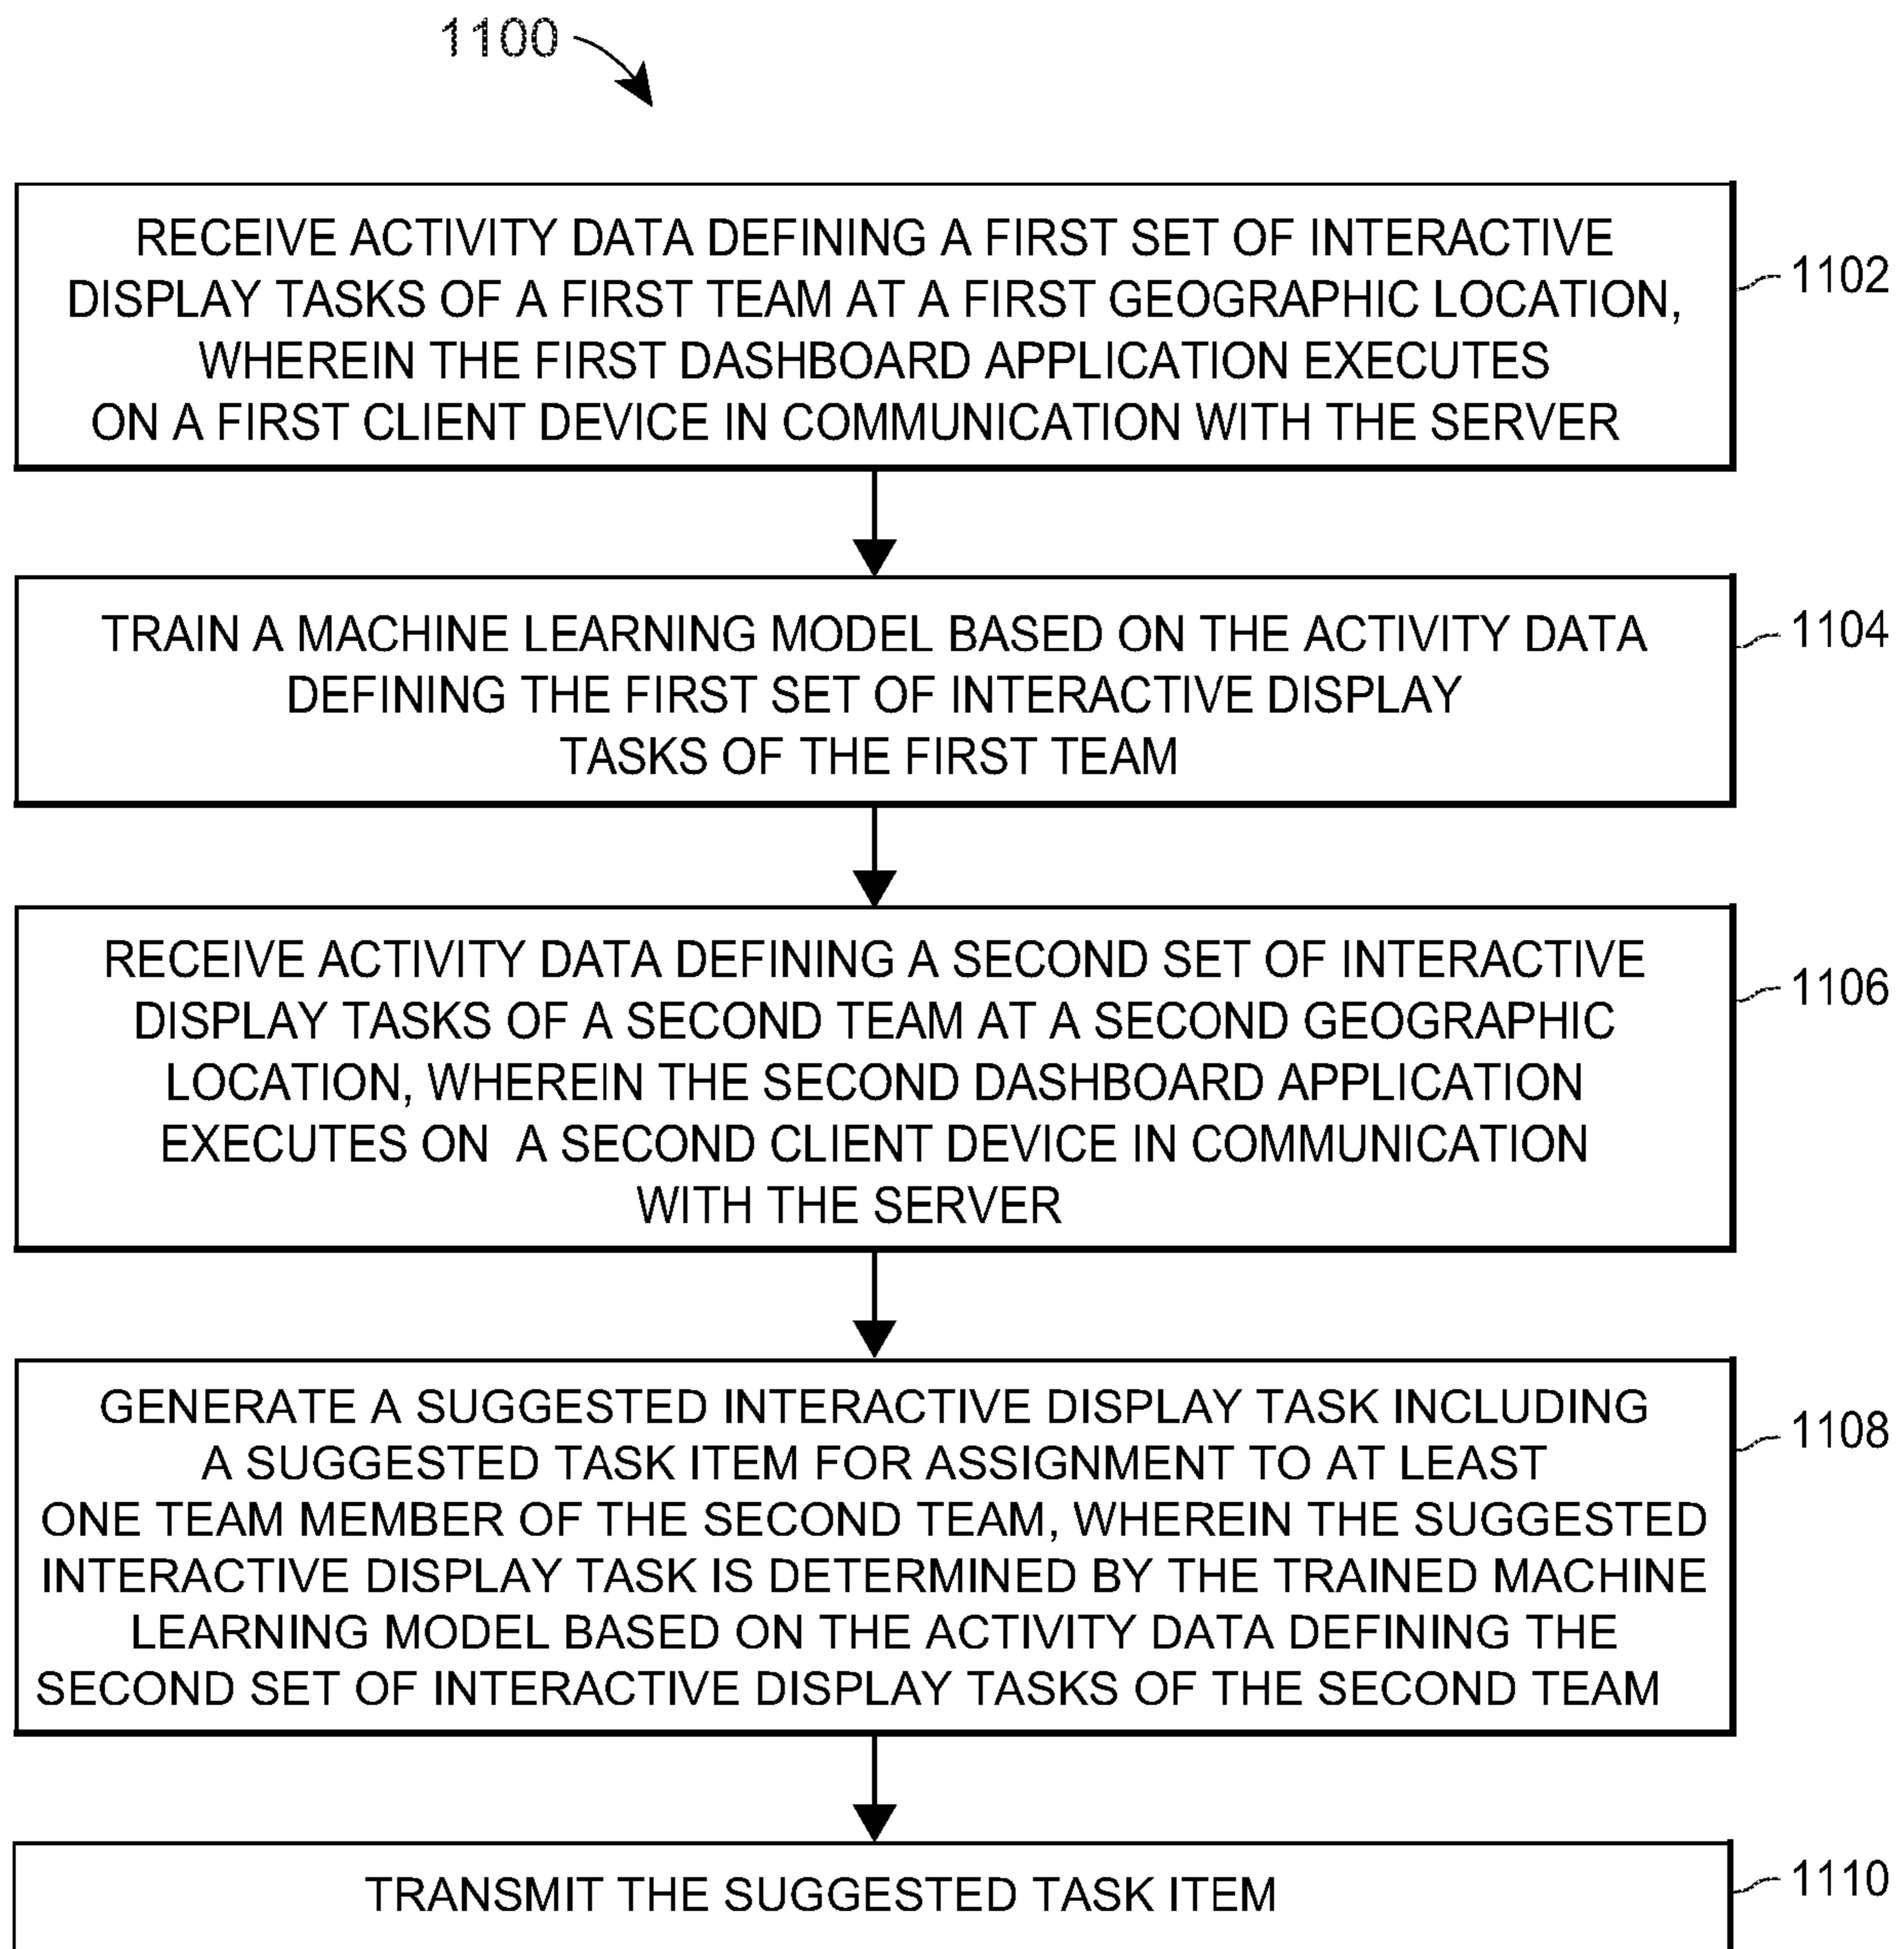 1100
RECEIVE ACTIVITY DATA DEFINING A FIRST SET OF INTERACTIVE
DISPLAY TASKS OF A FIRST TEAM AT A FIRST GEOGRAPHIC LOCATION,
WHEREIN THE FIRST DASHBOARD APPLICATION EXECUTES
ON A FIRST CLIENT DEVICE IN COMMUNICATION WITH THE SERVER
1102
TRAIN A MACHINE LEARNING MODEL BASED ON THE ACTIVITY DATA
DEFINING THE FIRST SET OF INTERACTIVE DISPLAY
TASKS OF THE FIRST TEAM
1104
RECEIVE ACTIVITY DATA DEFINING A SECOND SET OF INTERACTIVE
DISPLAY TASKS OF A SECOND TEAM AT A SECOND GEOGRAPHIC
LOCATION, WHEREIN THE SECOND DASHBOARD APPLICATION
EXECUTES ON A SECOND CLIENT DEVICE IN COMMUNICATION
WITH THE SERVER
1106
GENERATE A SUGGESTED INTERACTIVE DISPLAY TASK INCLUDING
A SUGGESTED TASK ITEM FOR ASSIGNMENT TO AT LEAST
ONE TEAM MEMBER OF THE SECOND TEAM, WHEREIN THE SUGGESTED
INTERACTIVE DISPLAY TASK IS DETERMINED BY THE TRAINED MACHINE
LEARNING MODEL BASED ON THE ACTIVITY DATA DEFINING THE
SECOND SET OF INTERACTIVE DISPLAY TASKS OF THE SECOND TEAM
1108
TRANSMIT THE SUGGESTED TASK ITEM
1110